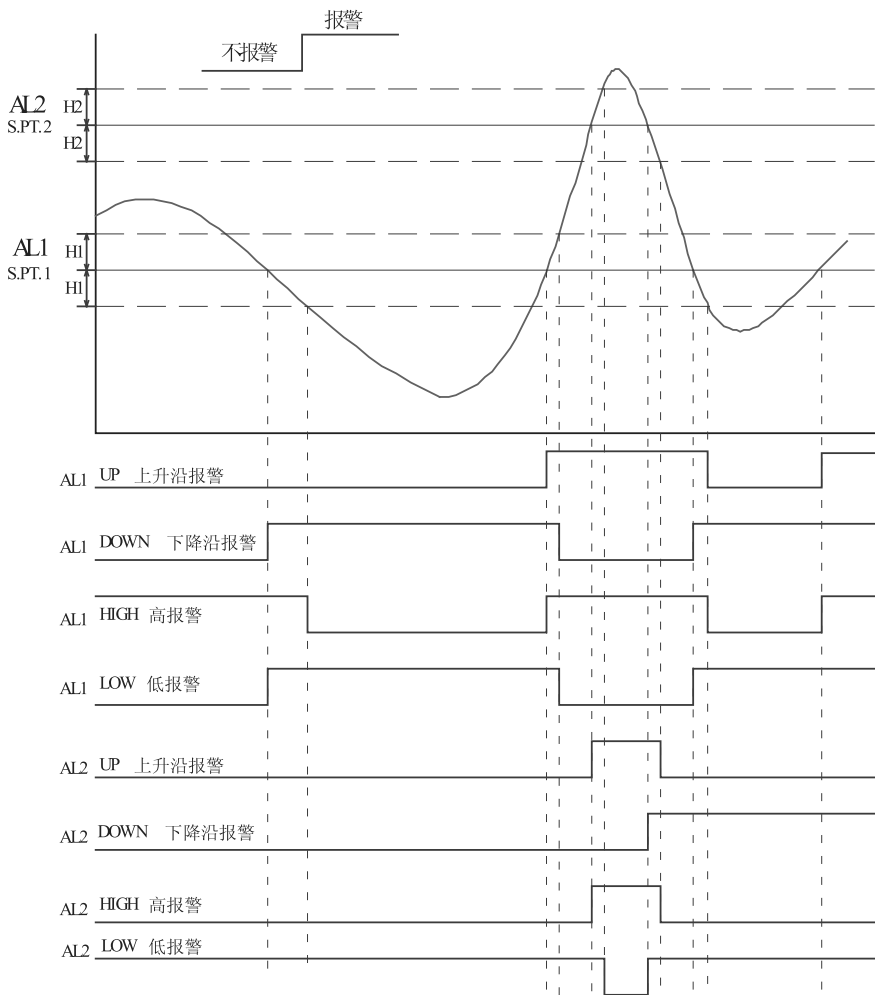 报警
不报警
AL2
H2
S.PT.2
H2
AL1
H1
S.PT.1
H1
AL1 UP 上升沿报警
AL1 DOWN 下降沿报警
AL1 HIGH 高报警
AL1 LOW 低报警
AL2 UP 上升沿报警
AL2 DOWN 下降沿报警
AL2 HIGH 高报警
AL2 LOW 低报警